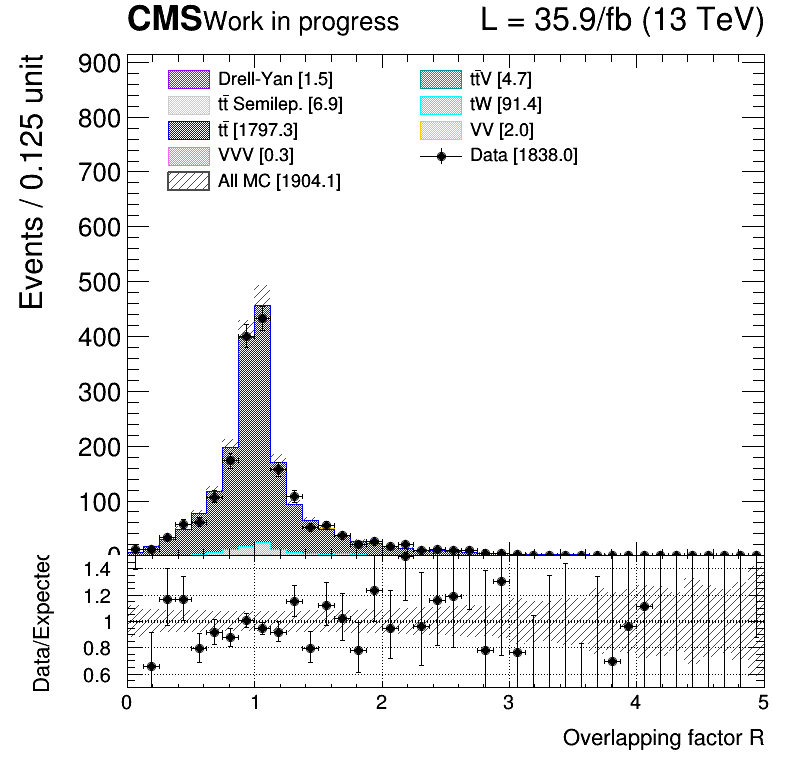 CMS Work in progress L = 35.9/fb (13 TeV)
Events / 0.125 unit
900
800
700
600
500
400
300
200
100
0
Drell-Yan [1.5]
tt̄ Semilep. [6.9]
tt̄ [1797.3]
VVV [0.3]
All MC [1904.1]
tt̄V [4.7]
tW [91.4]
VV [2.0]
Data [1838.0]
Data/Expected
1.4
1.2
1
0.8
0.6
0 1 2 3 4 5
Overlapping factor R